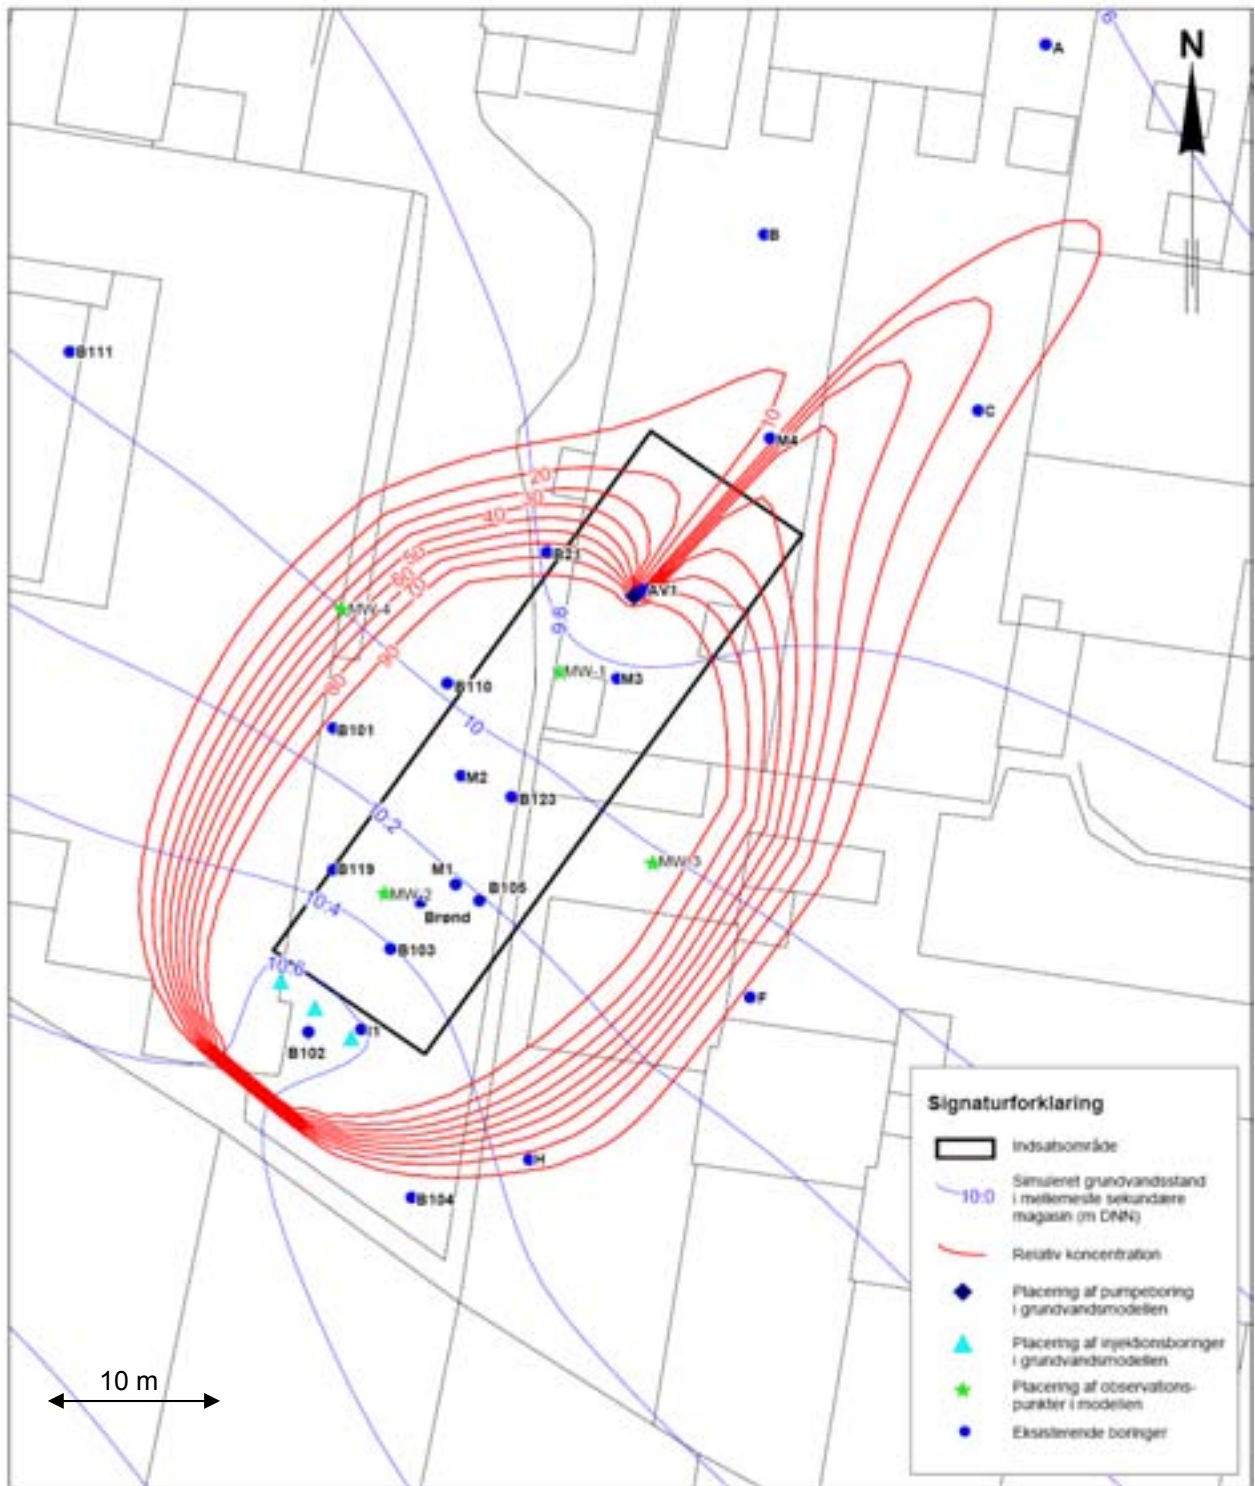 N
A
B
B111
C
10
M4
20
30
40
B21
50
60
70
AV1
9.8
MW-4
90
MW-1
M3
80
B110
B101
10
M2
B123
10.2
MW-3
B119
M1
MW-2
B105
10.4
Brønd
B103
10.6
F
I1
B102
H
B104
10 m
Signaturforklaring
Indsatsområde
10.0
Simuleret grundvandsstand
i mellemeste sekundære
magasin (m DNN)
Relativ koncentration
Placering af pumpeboring
i grundvandsmodellen
Placering af injektionsboringer
i grundvandsmodellen
Placering af observations-
punkter i modellen
Eksisterende boringer